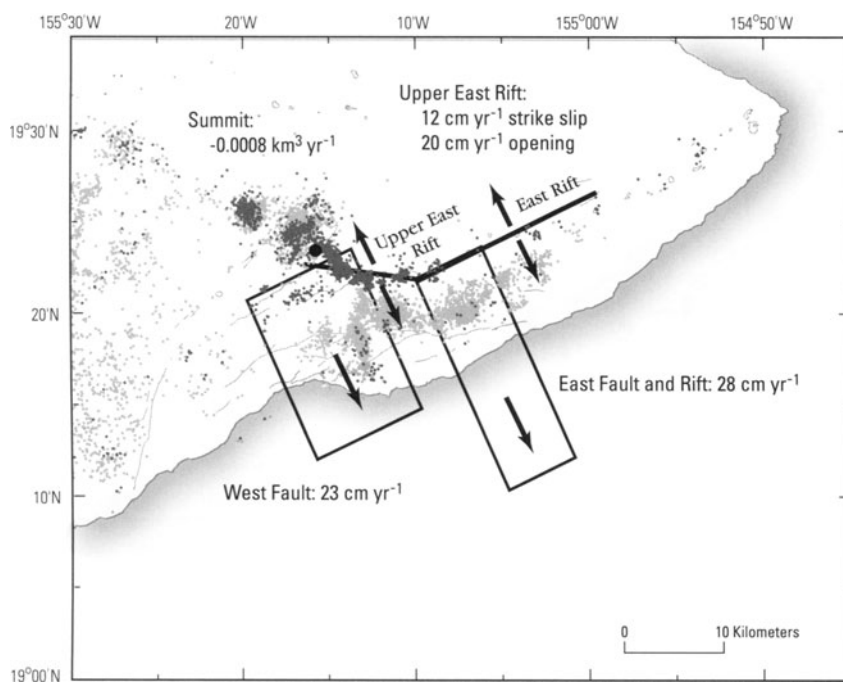 155°30'W
20'W
10'W
155°00'W
154°50'W
19°30'N
20'N
10'N
19°00'N
Summit:
-0.0008 km³ yr⁻¹
Upper East Rift:
12 cm yr⁻¹ strike slip
20 cm yr⁻¹ opening
Upper East
Rift
East Rift
East Fault and Rift: 28 cm yr⁻¹
West Fault: 23 cm yr⁻¹
0
10 Kilometers